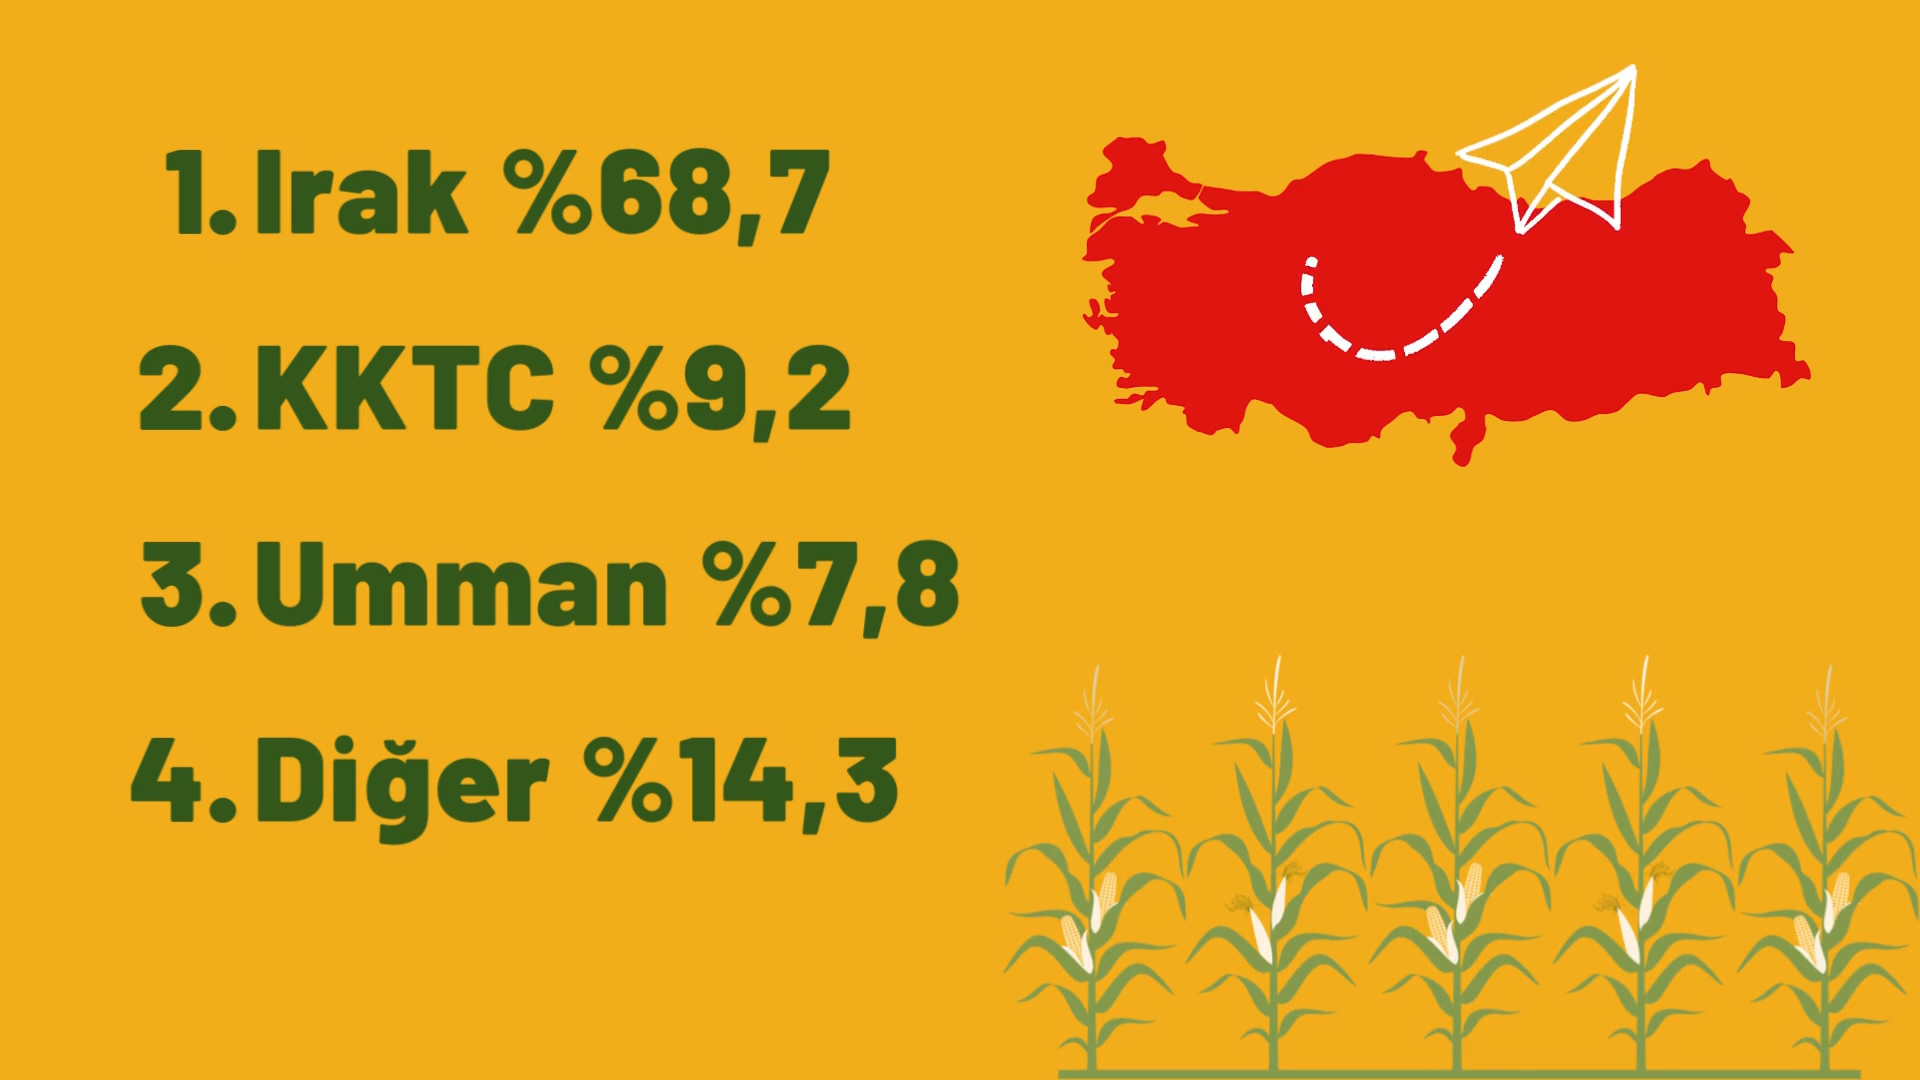 1. Irak %68,7
2. KKTC %9,2
3. Umman %7,8
4. Diğer %14,3